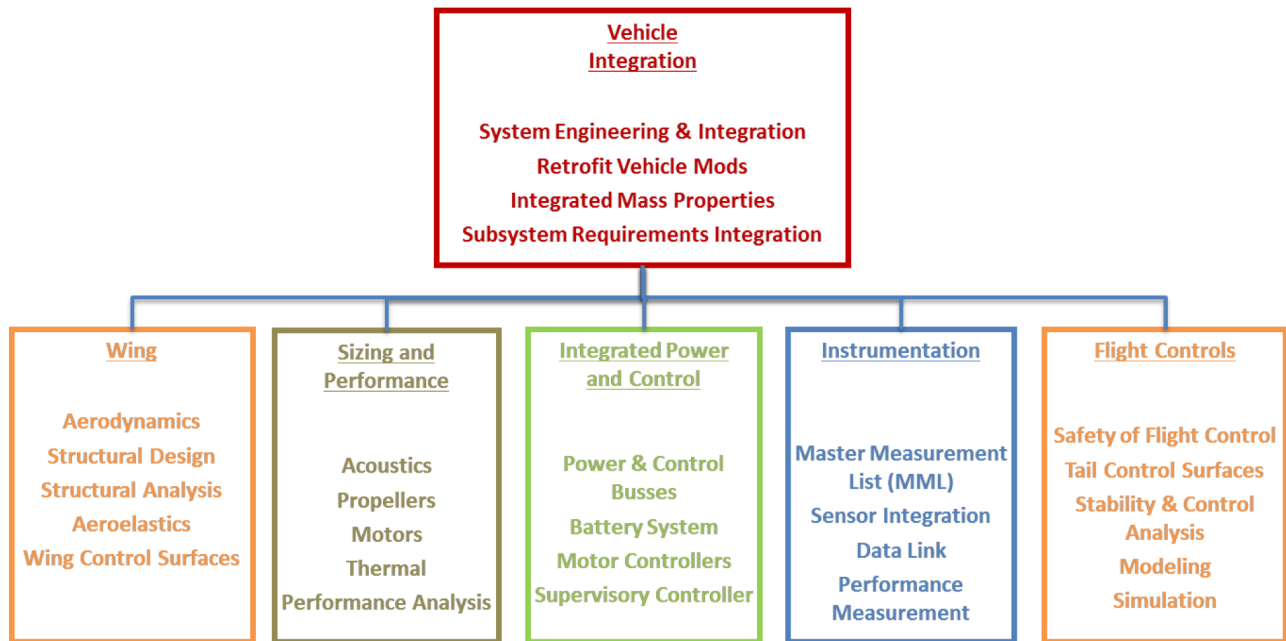 Vehicle
Integration
System Engineering & Integration
Retrofit Vehicle Mods
Integrated Mass Properties
Subsystem Requirements Integration
Wing
Aerodynamics
Structural Design
Structural Analysis
Aeroelastics
Wing Control Surfaces
Sizing and
Performance
Acoustics
Propellers
Motors
Thermal
Performance Analysis
Integrated Power
and Control
Power & Control
Busses
Battery System
Motor Controllers
Supervisory Controller
Instrumentation
Master Measurement
List (MML)
Sensor Integration
Data Link
Performance
Measurement
Flight Controls
Safety of Flight Control
Tail Control Surfaces
Stability & Control
Analysis
Modeling
Simulation